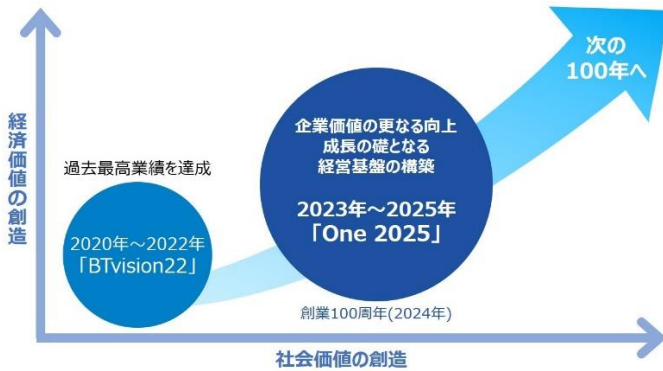 次の
100年へ
企業価値の更なる向上
成長の礎となる
経営基盤の構築
2023年～2025年
「One 2025」
過去最高業績を達成
2020年～2022年
「BTvision22」
創業100周年(2024年)
経済価値の創造
社会価値の創造